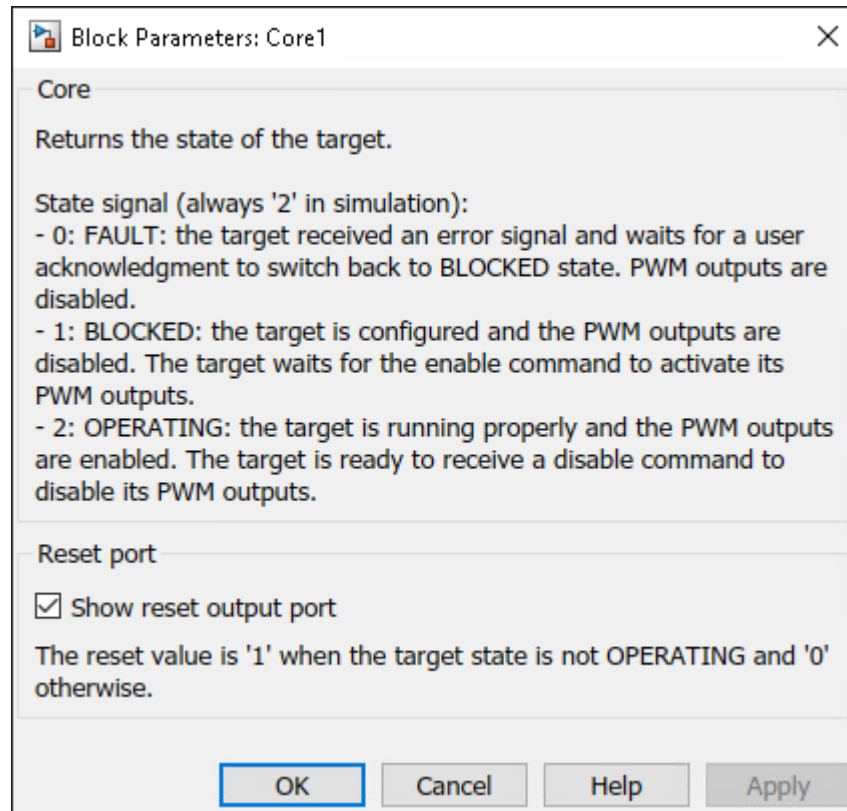 Block Parameters: Core1
Core
Returns the state of the target.
State signal (always '2' in simulation):
- 0: FAULT: the target received an error signal and waits for a user
acknowledgment to switch back to BLOCKED state. PWM outputs are
disabled.
- 1: BLOCKED: the target is configured and the PWM outputs are
disabled. The target waits for the enable command to activate its
PWM outputs.
- 2: OPERATING: the target is running properly and the PWM outputs
are enabled. The target is ready to receive a disable command to
disable its PWM outputs.
Reset port
Show reset output port
The reset value is '1' when the target state is not OPERATING and '0'
otherwise.
OK Cancel Help Apply